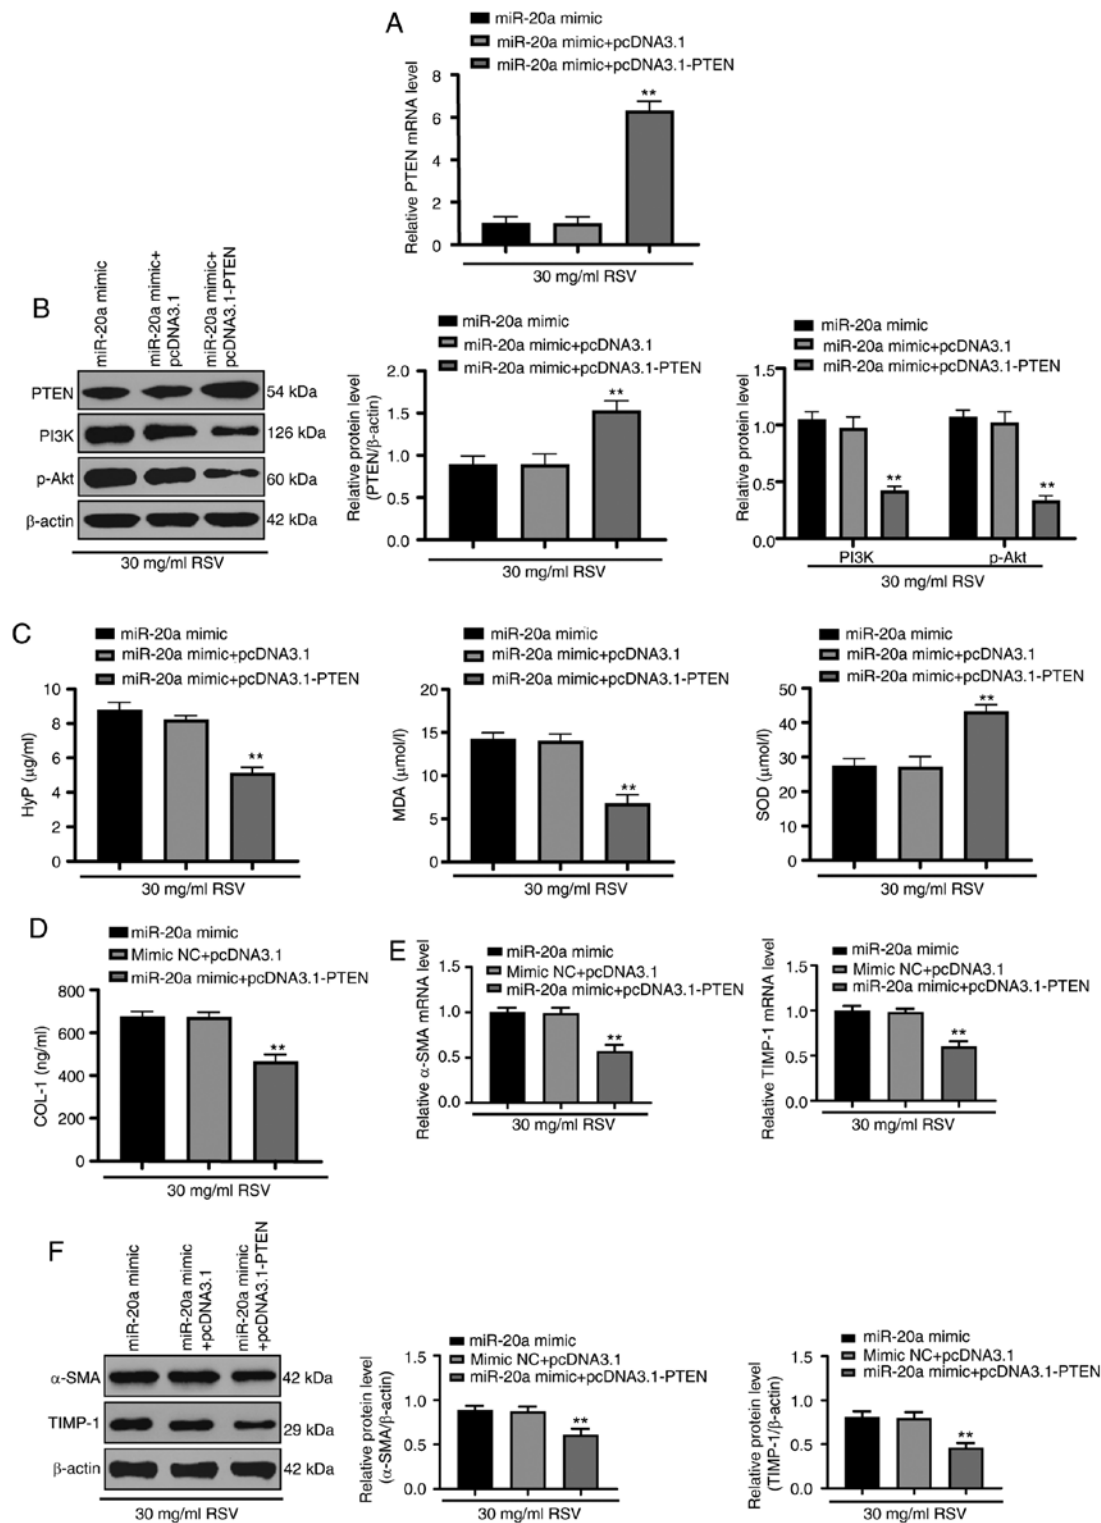 A
miR-20a mimic
miR-20a mimic+pcDNA3.1
miR-20a mimic+pcDNA3.1-PTEN
Relative PTEN mRNA level
8
6
4
2
0
**
30 mg/ml RSV
B
miR-20a mimic
miR-20a mimic+
pcDNA3.1
miR-20a mimic+
pcDNA3.1-PTEN
PTEN
54 kDa
PI3K
126 kDa
p-Akt
60 kDa
β-actin
42 kDa
30 mg/ml RSV
miR-20a mimic
miR-20a mimic+pcDNA3.1
miR-20a mimic+pcDNA3.1-PTEN
Relative protein level
(PTEN/β-actin)
2.0
1.5
1.0
0.5
0.0
**
30 mg/ml RSV
miR-20a mimic
miR-20a mimic+pcDNA3.1
miR-20a mimic+pcDNA3.1-PTEN
Relative protein level
1.5
1.0
0.5
0.0
**
**
PI3K
p-Akt
30 mg/ml RSV
C
miR-20a mimic
miR-20a mimic+pcDNA3.1
miR-20a mimic+pcDNA3.1-PTEN
HyP (μg/ml)
10
8
6
4
2
0
**
30 mg/ml RSV
miR-20a mimic
miR-20a mimic+pcDNA3.1
miR-20a mimic+pcDNA3.1-PTEN
MDA (μmol/l)
20
15
10
5
0
**
30 mg/ml RSV
miR-20a mimic
miR-20a mimic+pcDNA3.1
miR-20a mimic+pcDNA3.1-PTEN
SOD (μmol/l)
50
40
30
20
10
0
**
30 mg/ml RSV
D
miR-20a mimic
Mimic NC+pcDNA3.1
miR-20a mimic+pcDNA3.1-PTEN
COL-1 (ng/ml)
800
600
400
200
0
**
30 mg/ml RSV
E
miR-20a mimic
Mimic NC+pcDNA3.1
miR-20a mimic+pcDNA3.1-PTEN
Relative α-SMA mRNA level
1.5
1.0
0.5
0.0
**
30 mg/ml RSV
miR-20a mimic
Mimic NC+pcDNA3.1
miR-20a mimic+pcDNA3.1-PTEN
Relative TIMP-1 mRNA level
1.5
1.0
0.5
0.0
**
30 mg/ml RSV
F
miR-20a mimic
miR-20a mimic
+pcDNA3.1
miR-20a mimic
+pcDNA3.1-PTEN
α-SMA
42 kDa
TIMP-1
29 kDa
β-actin
42 kDa
30 mg/ml RSV
miR-20a mimic
Mimic NC+pcDNA3.1
miR-20a mimic+pcDNA3.1-PTEN
Relative protein level
(α-SMA/β-actin)
1.5
1.0
0.5
0.0
**
30 mg/ml RSV
miR-20a mimic
Mimic NC+pcDNA3.1
miR-20a mimic+pcDNA3.1-PTEN
Relative protein level
(TIMP-1/β-actin)
1.5
1.0
0.5
0.0
**
30 mg/ml RSV